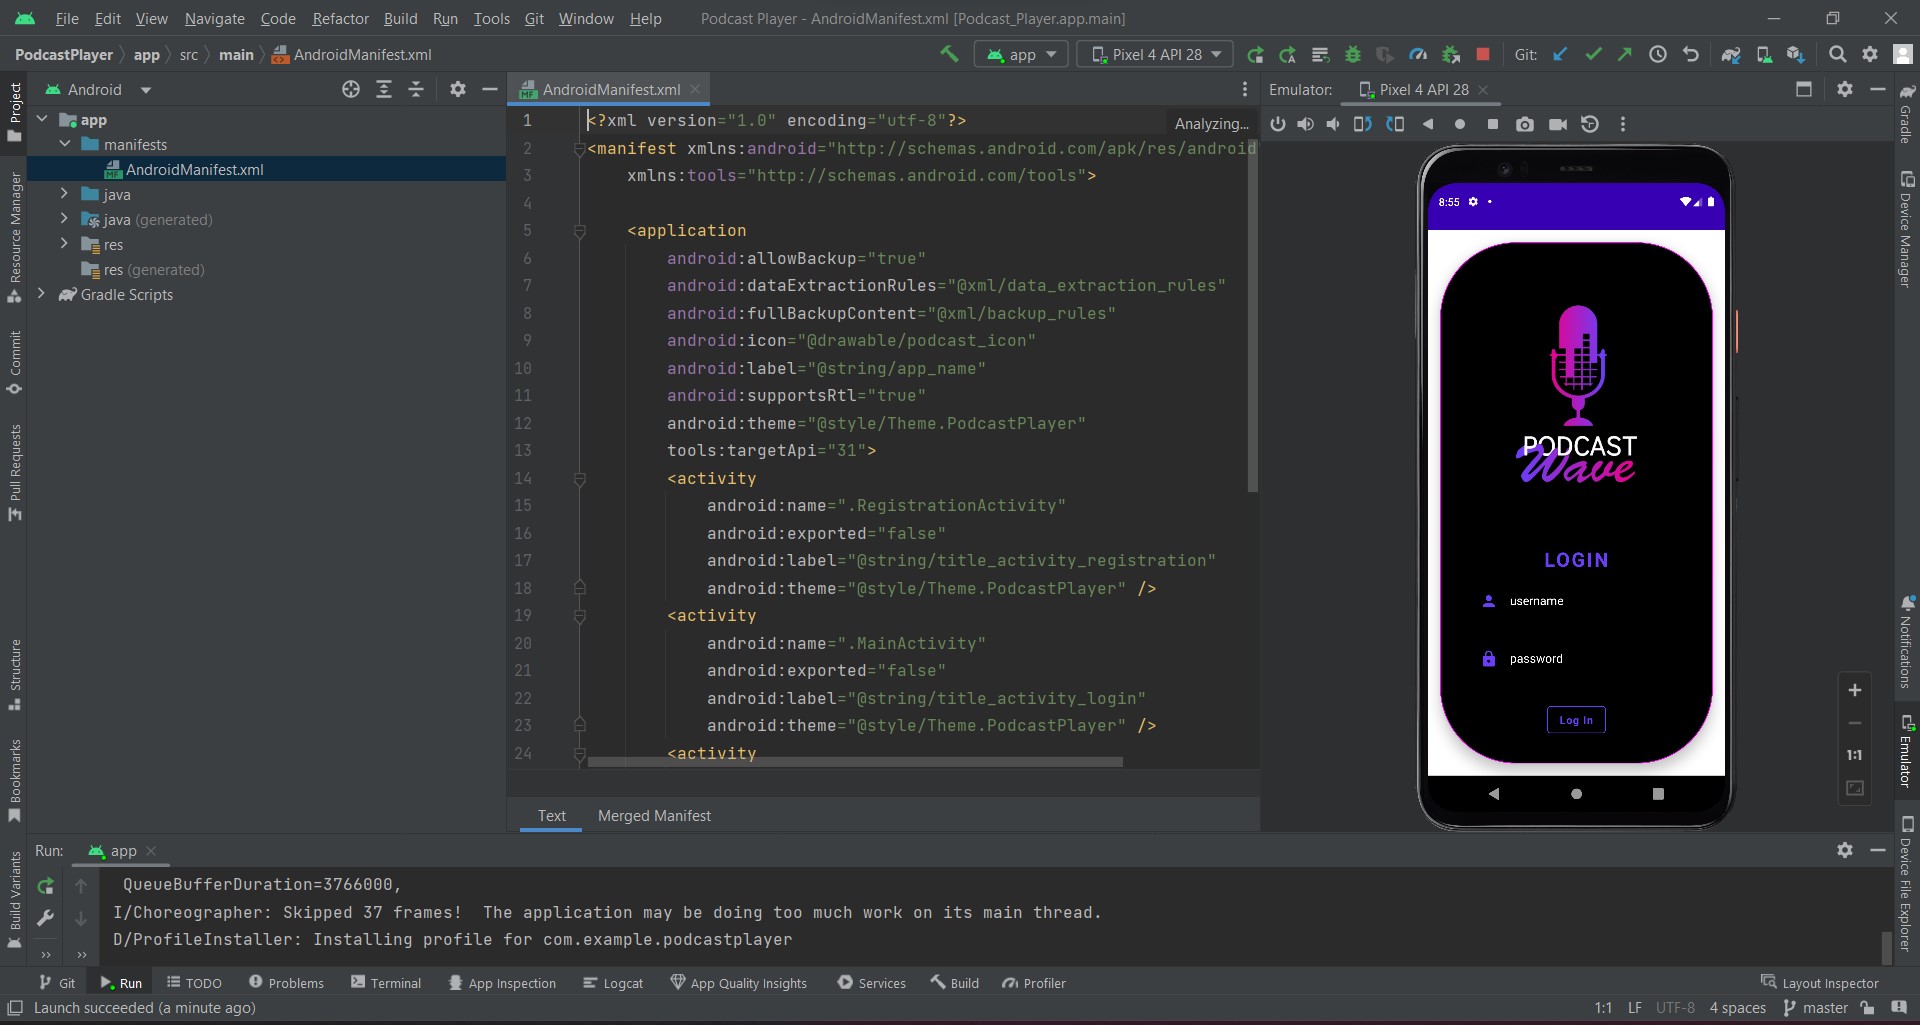 File Edit View Navigate Code Refactor Build Run Tools Git Window Help Podcast Player - AndroidManifest.xml [Podcast_Player.app.main]
PodcastPlayer app src main AndroidManifest.xml app Pixel 4 API 28 Git:
Android AndroidManifest.xml Emulator: Pixel 4 API 28
Project
Resource Manager
Commit
Pull Requests
Structure
Bookmarks
Build Variants
app
manifests
AndroidManifest.xml
java
java (generated)
res
res (generated)
Gradle Scripts
Analyzing...
1 <?xml version="1.0" encoding="utf-8"?>
2 <manifest xmlns:android="http://schemas.android.com/apk/res/android
3 xmlns:tools="http://schemas.android.com/tools">
4
5 <application
6 android:allowBackup="true"
7 android:dataExtractionRules="@xml/data_extraction_rules"
8 android:fullBackupContent="@xml/backup_rules"
9 android:icon="@drawable/podcast_icon"
10 android:label="@string/app_name"
11 android:supportsRtl="true"
12 android:theme="@style/Theme.PodcastPlayer"
13 tools:targetApi="31">
14 <activity
15 android:name=".RegistrationActivity"
16 android:exported="false"
17 android:label="@string/title_activity_registration"
18 android:theme="@style/Theme.PodcastPlayer" />
19 <activity
20 android:name=".MainActivity"
21 android:exported="false"
22 android:label="@string/title_activity_login"
23 android:theme="@style/Theme.PodcastPlayer" />
24 <activity
Text Merged Manifest
8:55
PODCAST
Wave
LOGIN
username
password
Log In
1:1
Gradle
Device Manager
Notifications
Emulator
Device File Explorer
Run: app
QueueBufferDuration=3766000,
I/Choreographer: Skipped 37 frames!  The application may be doing too much work on its main thread.
D/ProfileInstaller: Installing profile for com.example.podcastplayer
Git Run TODO Problems Terminal App Inspection Logcat App Quality Insights Services Build Profiler Layout Inspector
Launch succeeded (a minute ago) 1:1 LF UTF-8 4 spaces master